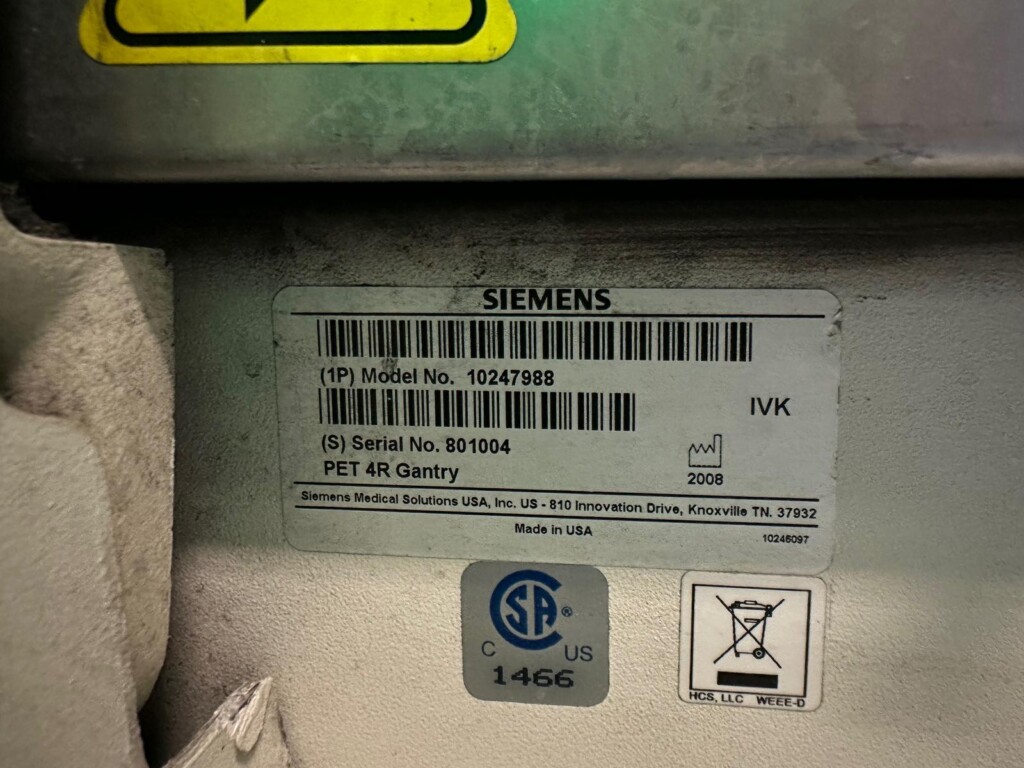 SIEMENS
(1P) Model No. 10247988
IVK
(S) Serial No. 801004
PET 4R Gantry
2008
Siemens Medical Solutions USA, Inc. US - 810 Innovation Drive, Knoxville TN. 37932
Made in USA
10246097
CSA®
C US
1466
HCS, LLC WEEE-D